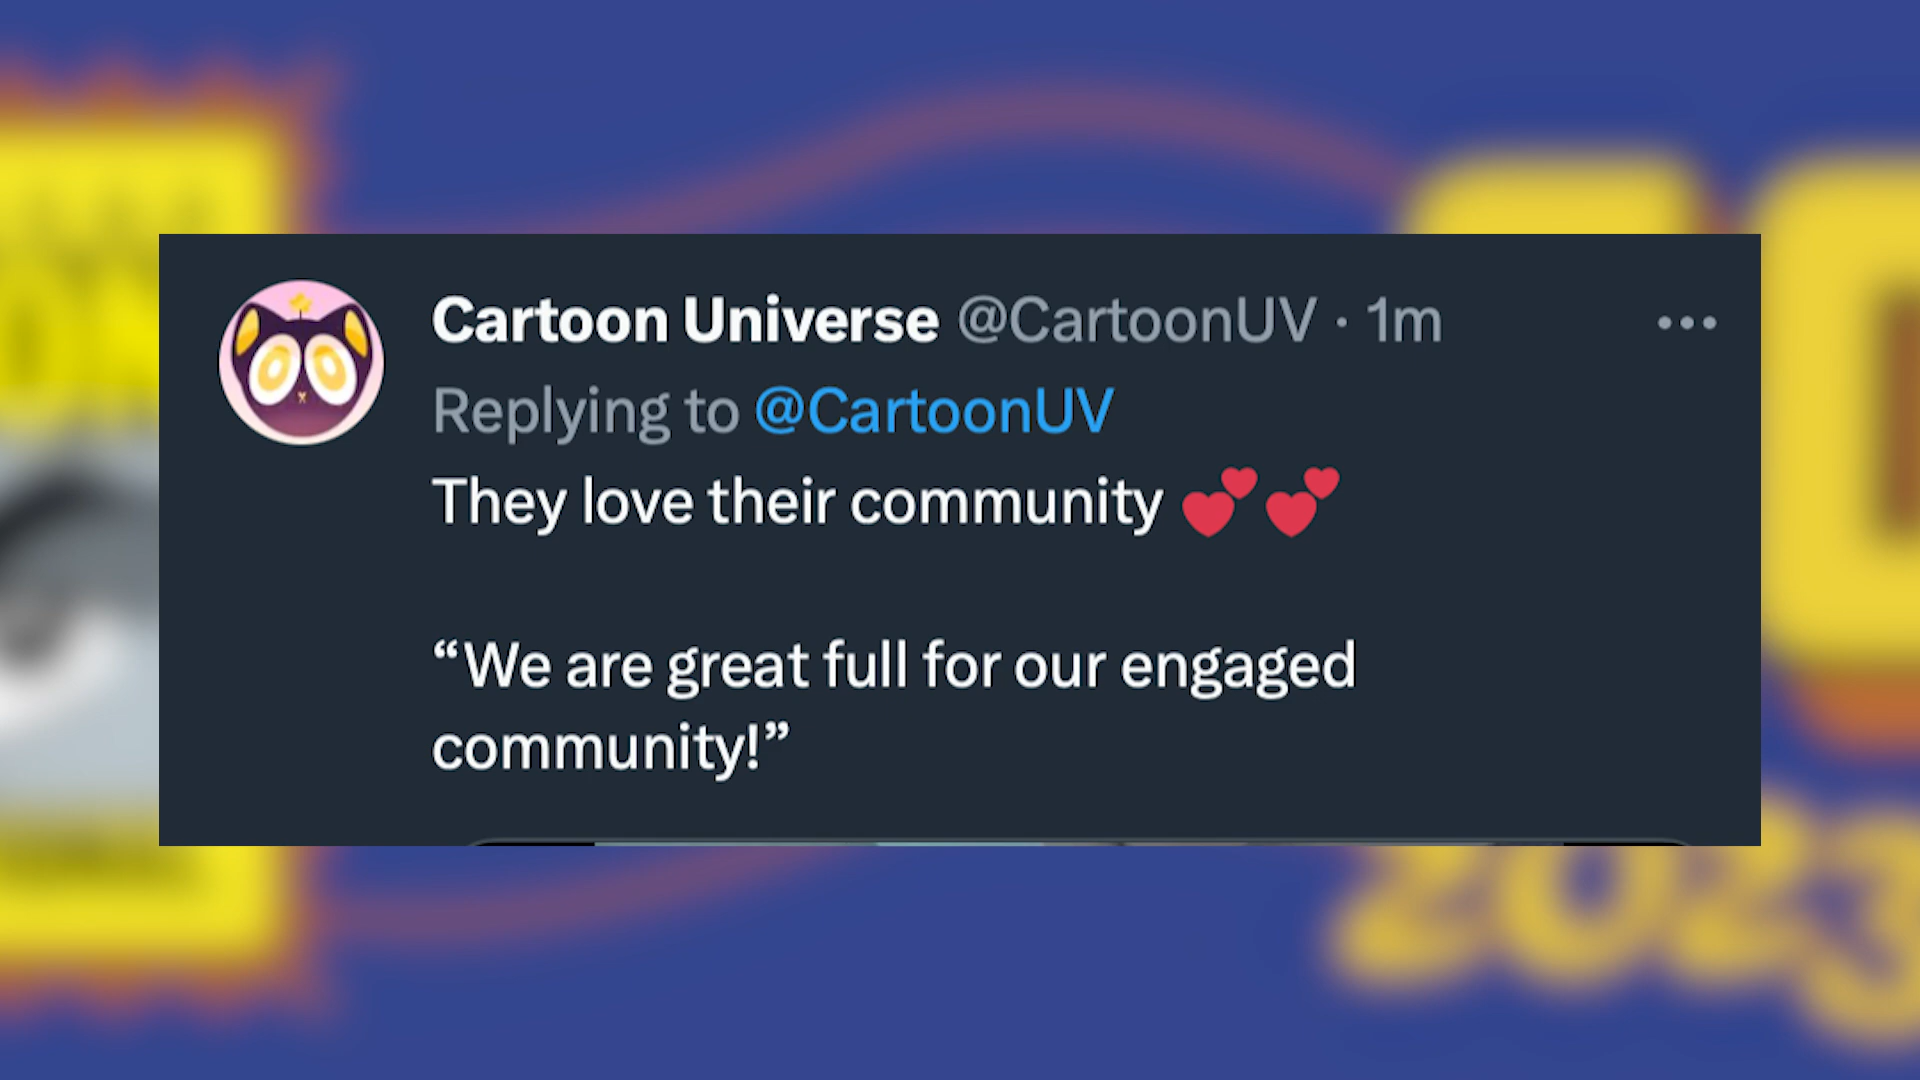 Cartoon Universe @CartoonUV · 1m
Replying to @CartoonUV
They love their community 💕💕
“We are great full for our engaged
community!”
2023